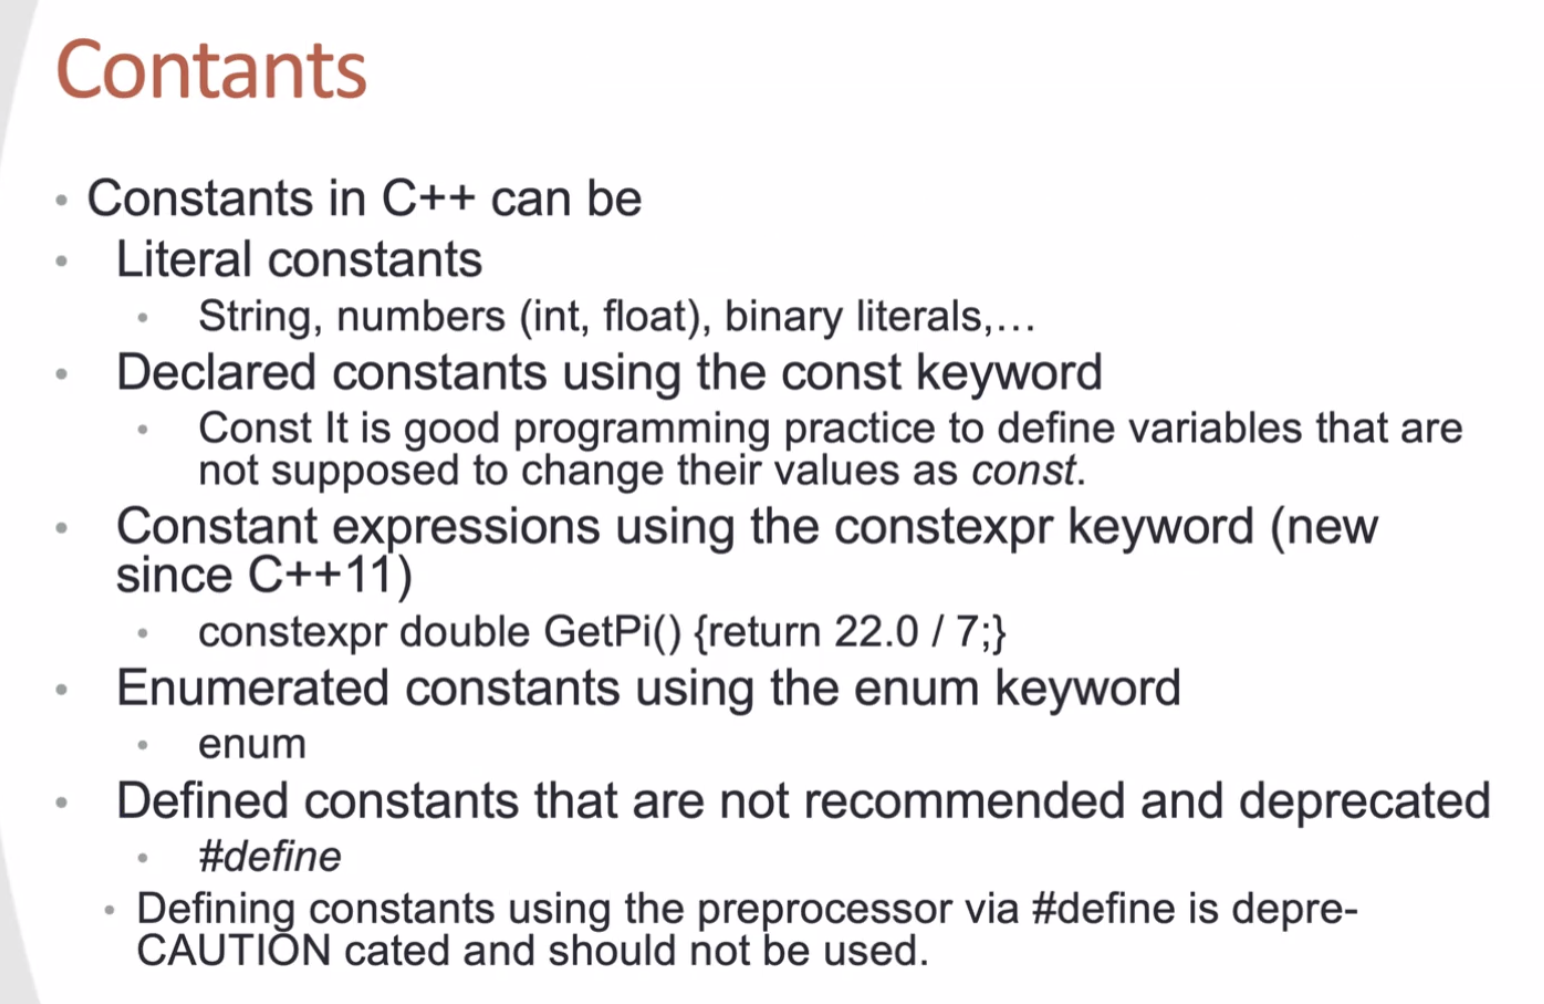 Contants
• Constants in C++ can be
• Literal constants
• String, numbers (int, float), binary literals,…
• Declared constants using the const keyword
• Const It is good programming practice to define variables that are
not supposed to change their values as const.
• Constant expressions using the constexpr keyword (new
since C++11)
• constexpr double GetPi() {return 22.0 / 7;}
• Enumerated constants using the enum keyword
• enum
• Defined constants that are not recommended and deprecated
• #define
• Defining constants using the preprocessor via #define is depre-
CAUTION cated and should not be used.